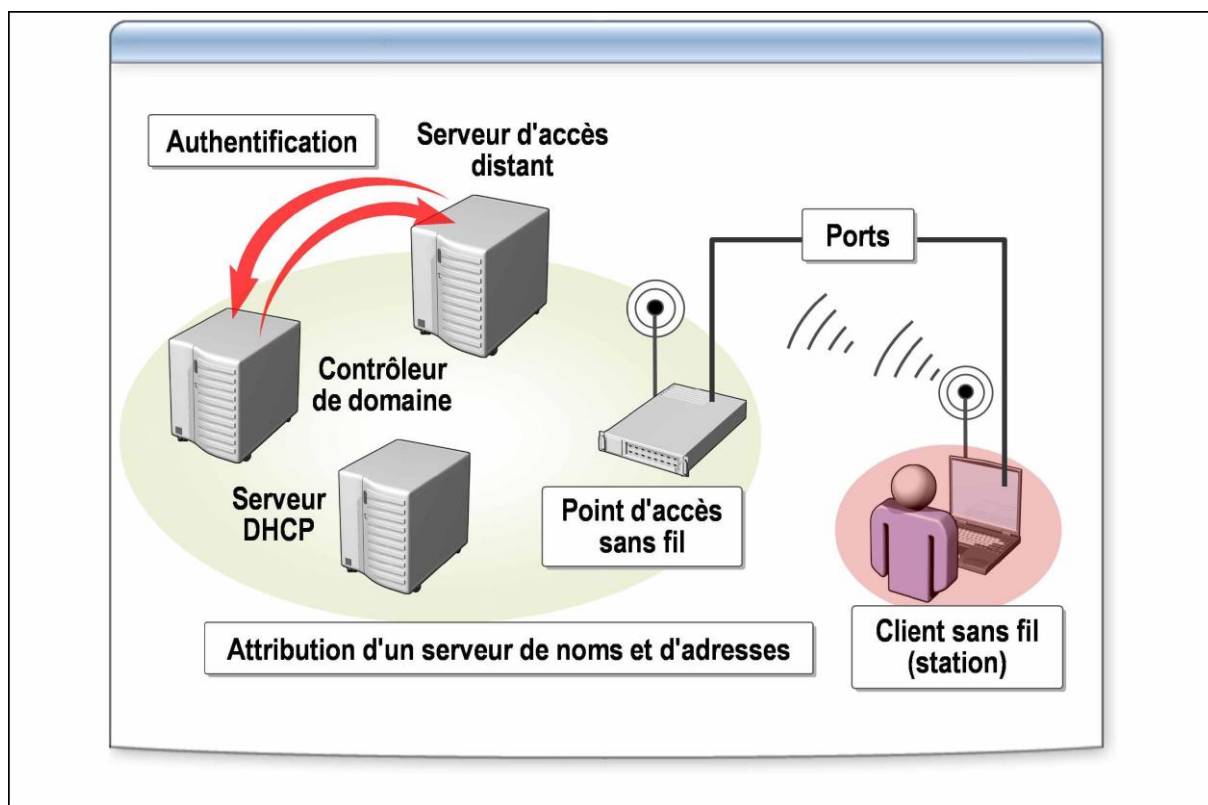 Authentification
Serveur d'accès
distant
Ports
Contrôleur
de domaine
Serveur
DHCP
Point d'accès
sans fil
Client sans fil
(station)
Attribution d'un serveur de noms et d'adresses